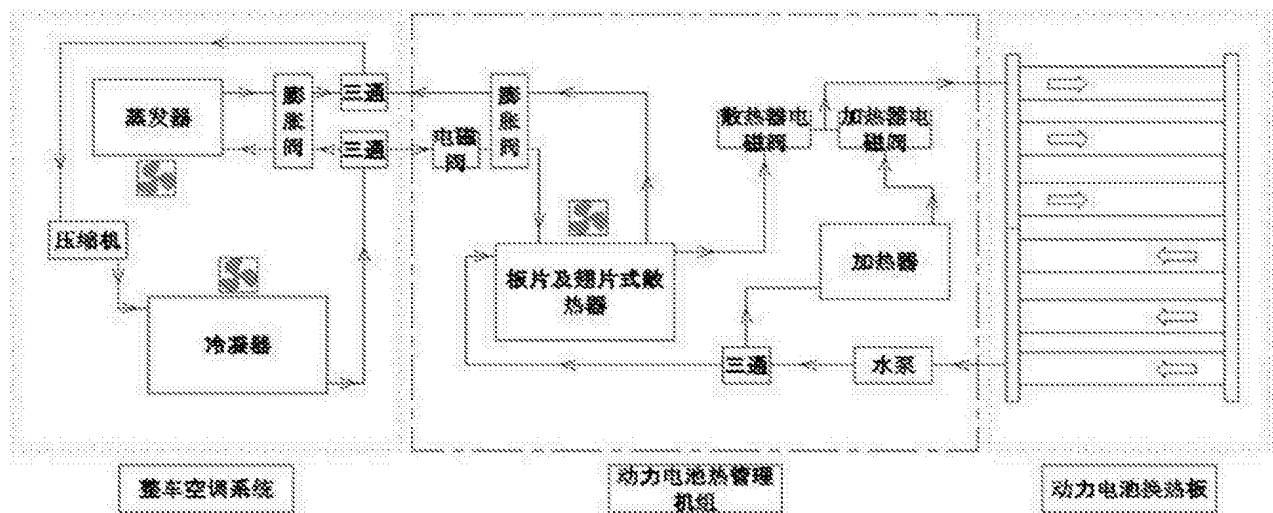 蒸发器
膨
胀
阀
三通
三通
电磁
阀
膨
胀
阀
散热器电
磁阀
加热器电
磁阀
压缩机
冷凝器
板片及翅片式散
热器
加热器
三通
水泵
整车空调系统
动力电池热管理
机组
动力电池换热板